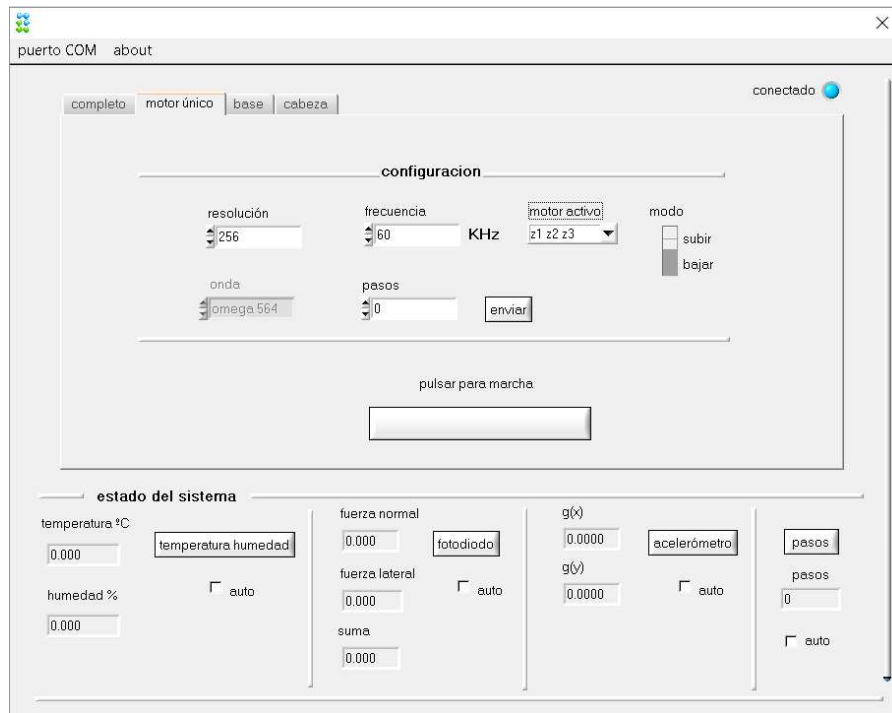 puerto COM about
conectado
completo motor único base cabeza
configuracion
resolución frecuencia motor activo modo
256 60 KHz z1 z2 z3 subir
bajar
onda pasos
omega 564 0 enviar
pulsar para marcha
estado del sistema
temperatura ºC
0.000
temperatura humedad
humedad %
auto
0.000
fuerza normal
0.000
fotodiodo
fuerza lateral
auto
0.000
suma
0.000
g(x)
0.0000
acelerómetro
g(y)
auto
0.0000
pasos
pasos
0
auto